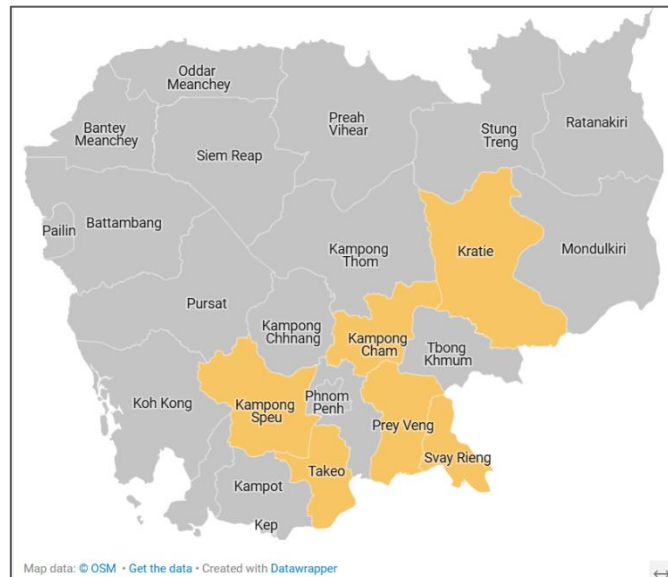 Oddar
Meanchey
Bantey
Meanchey
Siem Reap
Preah
Vihear
Stung
Treng
Ratanakiri
Pailin
Battambang
Kampong
Thom
Kratie
Mondulkiri
Pursat
Kampong
Chhnang
Kampong
Cham
Tbong
Khmum
Koh Kong
Kampong
Speu
Phnom
Penh
Prey Veng
Svay Rieng
Takeo
Kampot
Kep
Map data: © OSM • Get the data • Created with Datawrapper